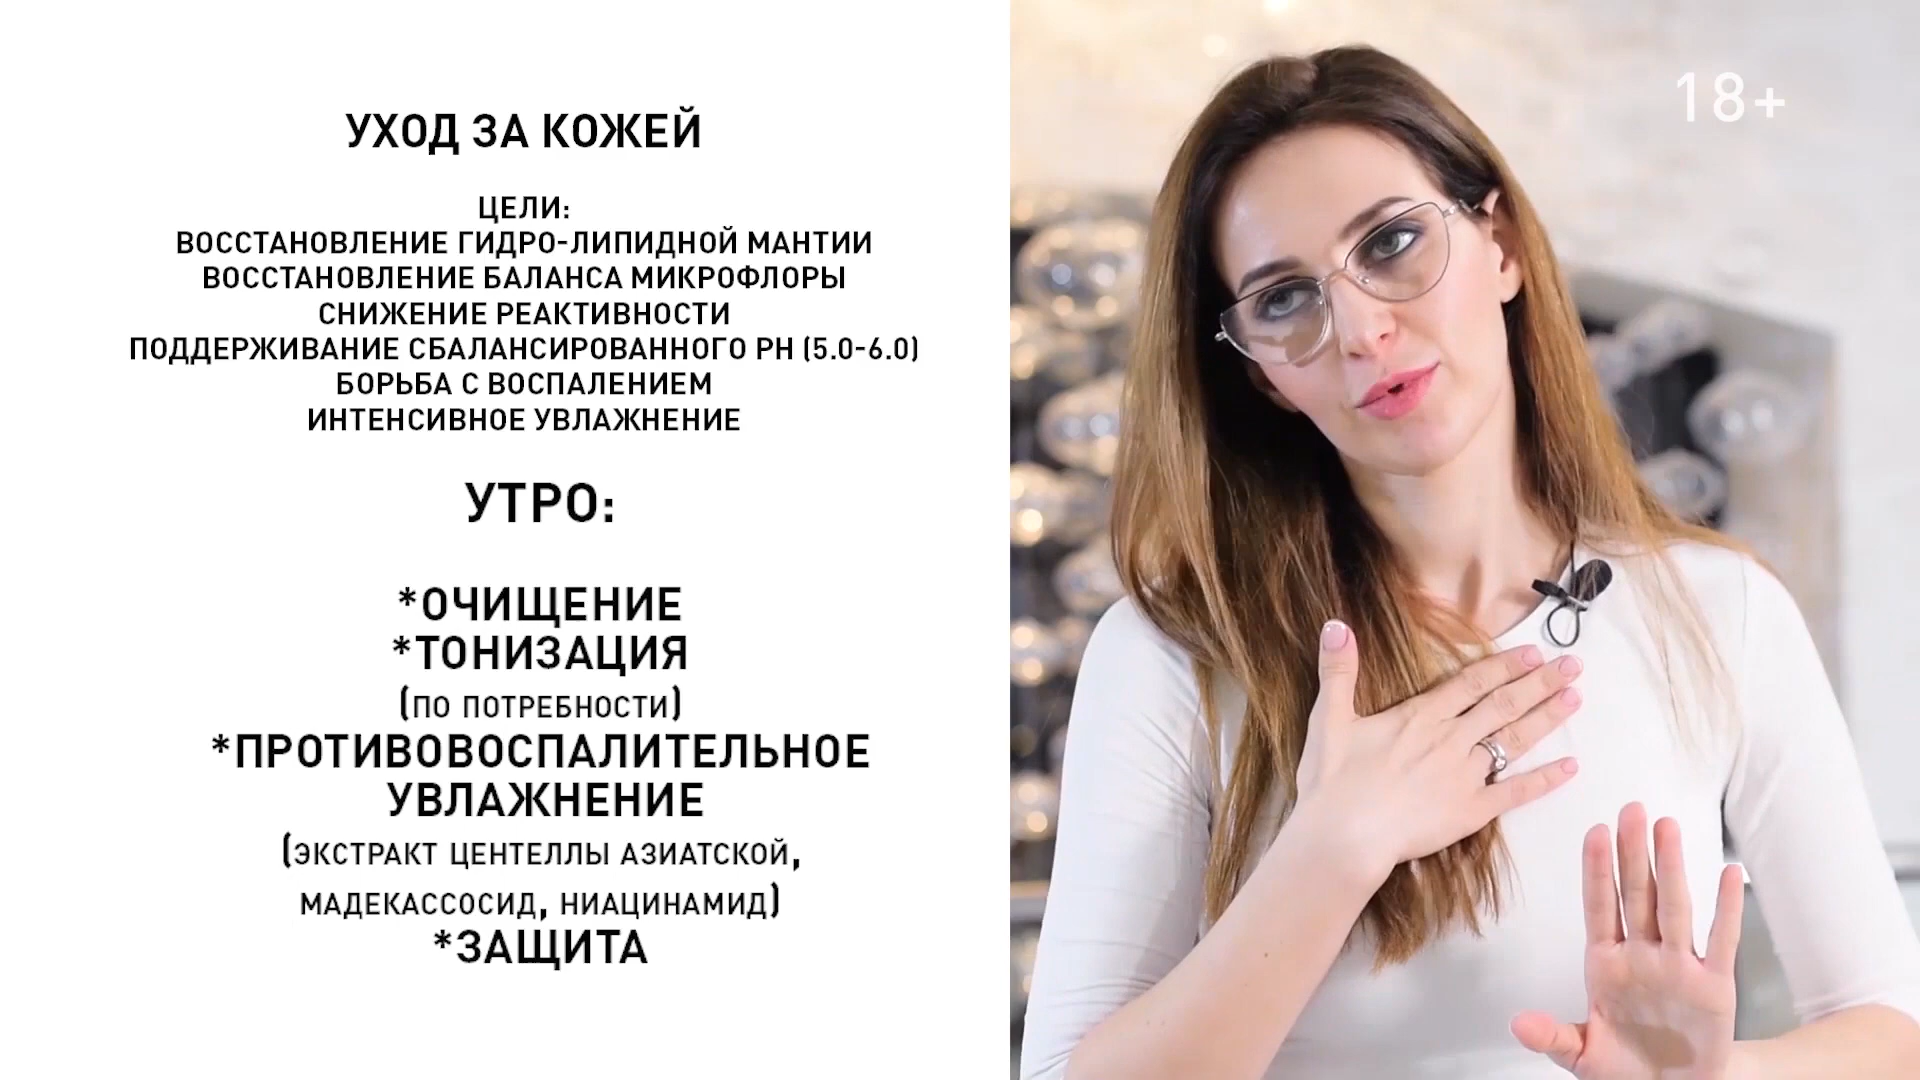 УХОД ЗА КОЖЕЙ
ЦЕЛИ:
ВОССТАНОВЛЕНИЕ ГИДРО-ЛИПИДНОЙ МАНТИИ
ВОССТАНОВЛЕНИЕ БАЛАНСА МИКРОФЛОРЫ
СНИЖЕНИЕ РЕАКТИВНОСТИ
ПОДДЕРЖИВАНИЕ СБАЛАНСИРОВАННОГО PH (5.0-6.0)
БОРЬБА С ВОСПАЛЕНИЕМ
ИНТЕНСИВНОЕ УВЛАЖНЕНИЕ
УТРО:
*ОЧИЩЕНИЕ
*ТОНИЗАЦИЯ
(ПО ПОТРЕБНОСТИ)
*ПРОТИВОВОСПАЛИТЕЛЬНОЕ
УВЛАЖНЕНИЕ
(ЭКСТРАКТ ЦЕНТЕЛЛЫ АЗИАТСКОЙ,
МАДЕКАССОСИД, НИАЦИНАМИД)
*ЗАЩИТА
18+